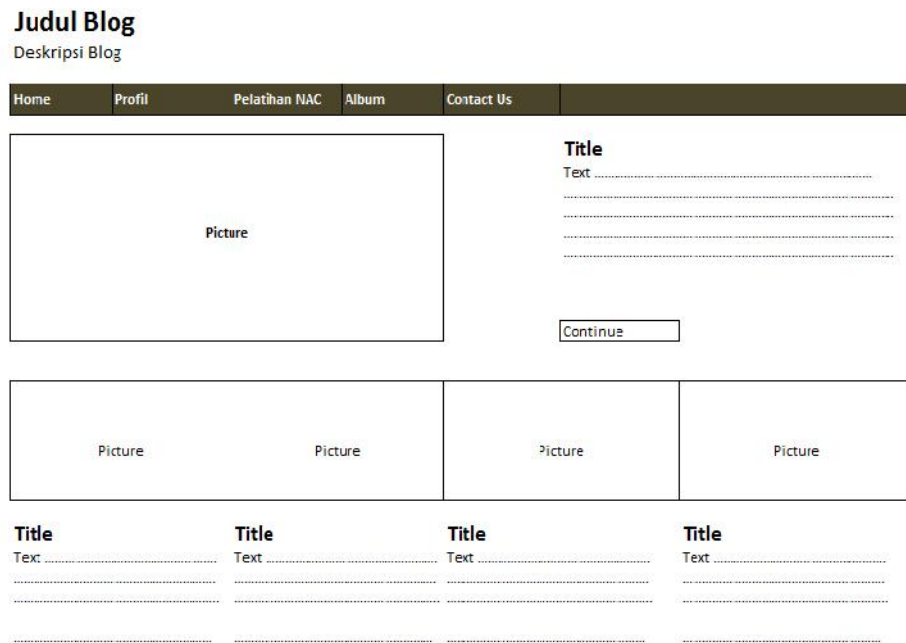 Judul Blog
Deskripsi Blog
Home Profil Pelatihan NAC Album Contact Us
Picture
Title
Text ........................................
................................................
................................................
................................................
................................................
Continue
Picture Picture Picture Picture
Title Title Title Title
Text .................... Text .................... Text .................... Text ....................
.......................... .......................... .......................... ..........................
.......................... .......................... .......................... ..........................
.......................... .......................... .......................... ..........................